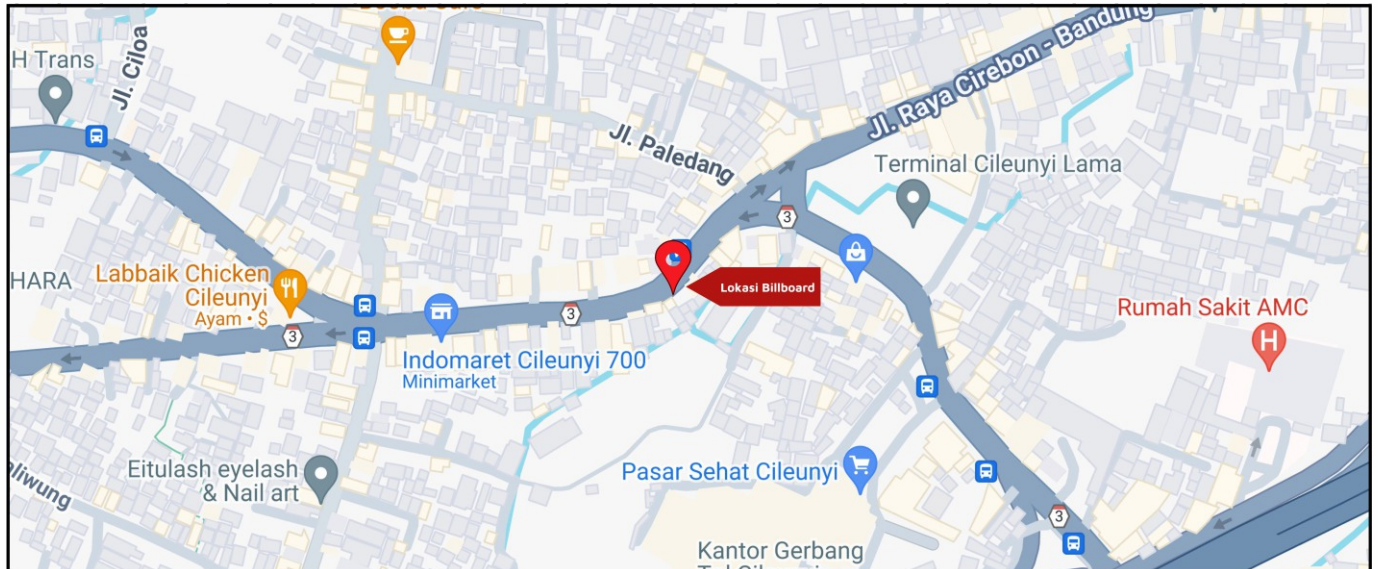 H Trans
Jl. Ciloa
Jl. Raya Cirebon - Bandung
Jl. Paledang
Terminal Cileunyi Lama
3
HARA
Labbaik Chicken
Cileunyi
Ayam • $
3
3
Lokasi Billboard
Rumah Sakit AMC
H
Indomaret Cileunyi 700
Minimarket
Eitulash eyelash
& Nail art
Pasar Sehat Cileunyi
aliwung
3
Kantor Gerbang